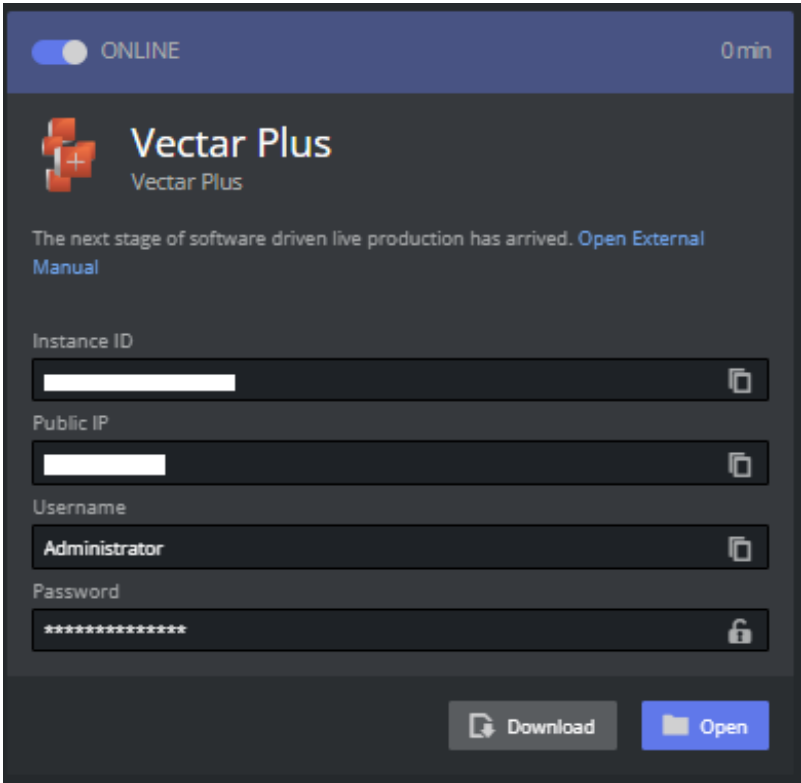 ONLINE
0 min
Vectar Plus
Vectar Plus
The next stage of software driven live production has arrived. Open External
Manual
Instance ID
Public IP
Username
Administrator
Password
**************
Download
Open